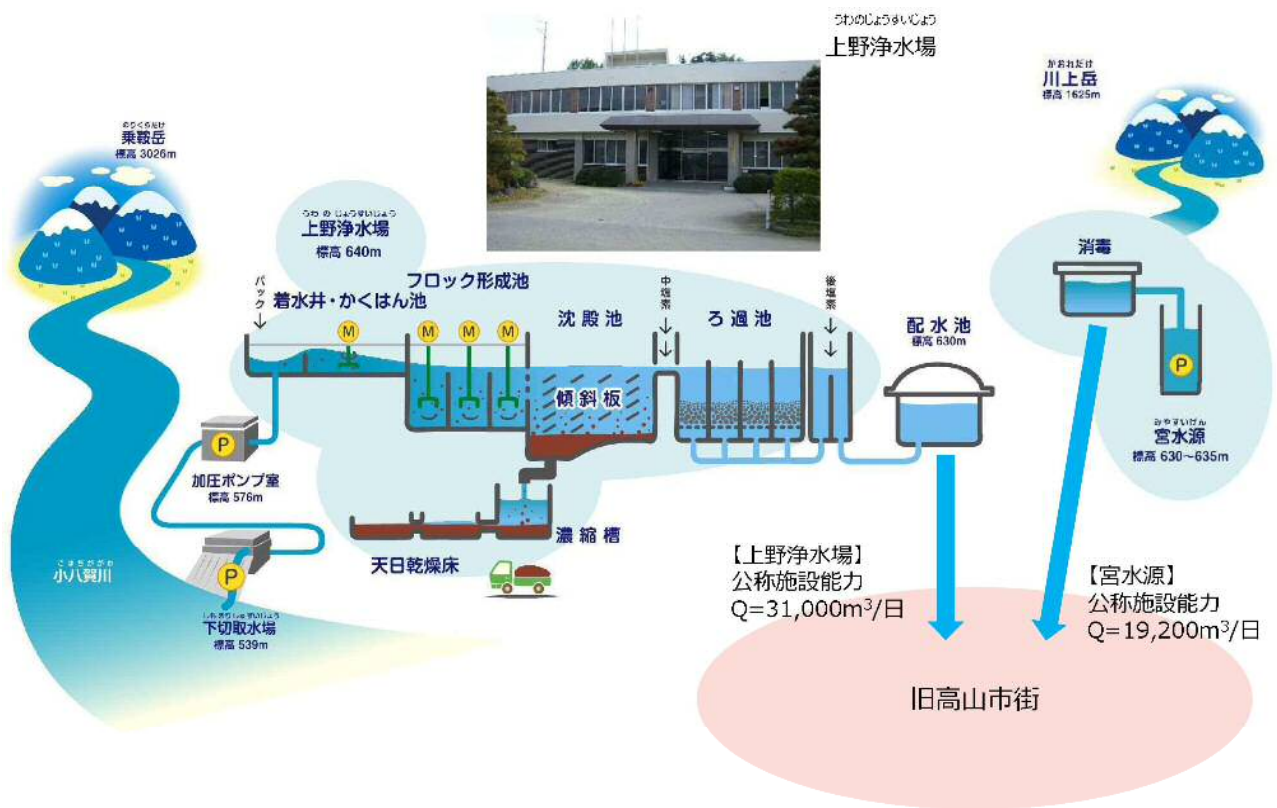 うわのじょうすいじょう
上野浄水場
かおれだけ
川上岳
標高 1625m
のりくらだけ
乗鞍岳
標高 3026m
うわ の じょうすいじょう
上野浄水場
標高 640m
パック
着水井・かくはん池
フロック形成池
沈殿池
中塩素
ろ過池
後塩素
配水池
標高 630m
消毒
M
M
M
M
傾斜板
P
みやすいげん
宮水源
標高 630～635m
P
加圧ポンプ室
標高 576m
濃縮槽
天日乾燥床
こはちががわ
小八賀川
P
下切取水場
標高 539m
【上野浄水場】
公称施設能力
Q=31,000m³/日
【宮水源】
公称施設能力
Q=19,200m³/日
旧高山市街